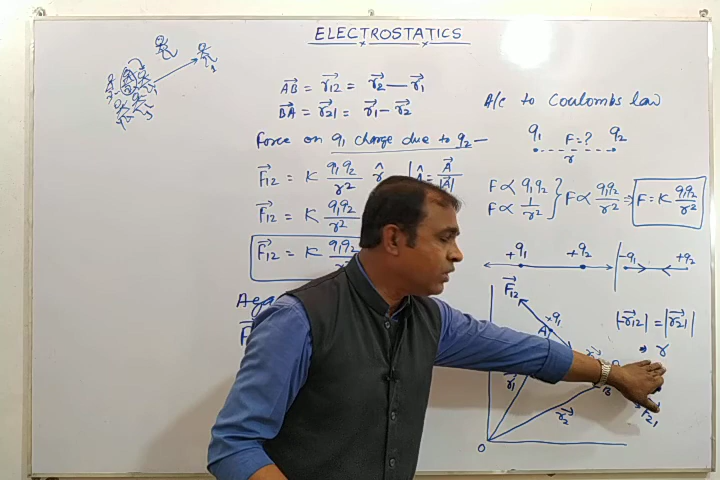 ELECTROSTATICS
AB→ = r12→ = r2→ — r1→
BA→ = r21→ = r1→ - r2→
Force on q1 charge due to q2 —
F12→ = K q1q2/r2 r̂ | Â = A→/|A|
F12→ = K q1q2/r2
F12→ = K q1q2
Aga
A/c to Coulombs law
q1 F=? q2
r
F ∝ q1q2
F ∝ 1/r2 } F ∝ q1q2/r2 ⇒ F = K q1q2/r2
+q1 +q2 -q1 +q2
F12→
A +q1
|-r12→| = |r21→|
⇒ r
r1→
B
r2→
O